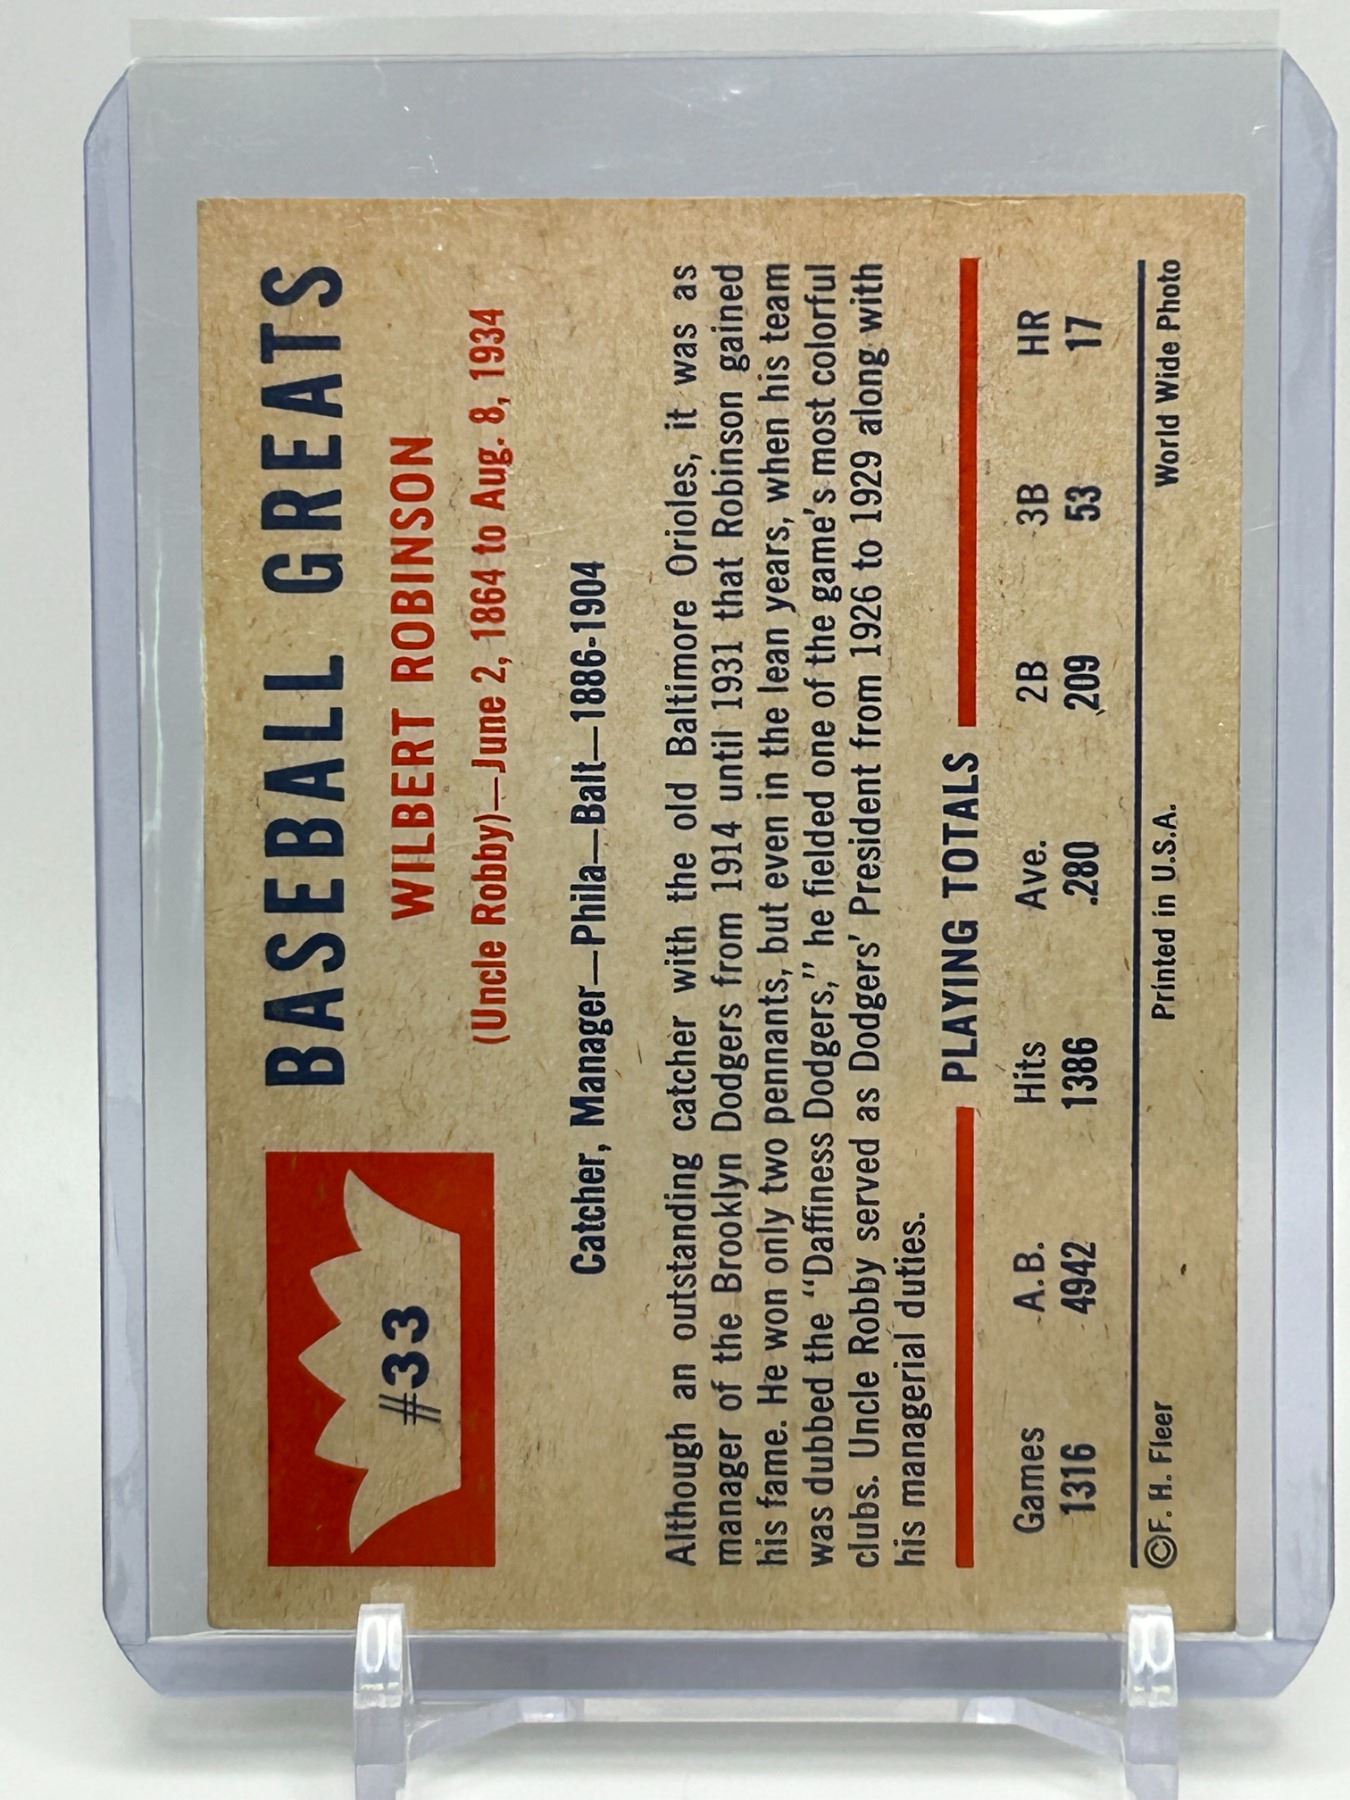 #33
BASEBALL GREATS
WILBERT ROBINSON
(Uncle Robby)—June 2, 1864 to Aug. 8, 1934
Catcher, Manager—Phila—Balt—1886-1904
Although an outstanding catcher with the old Baltimore Orioles, it was as
manager of the Brooklyn Dodgers from 1914 until 1931 that Robinson gained
his fame. He won only two pennants, but even in the lean years, when his team
was dubbed the "Daffiness Dodgers," he fielded one of the game's most colorful
clubs. Uncle Robby served as Dodgers' President from 1926 to 1929 along with
his managerial duties.
PLAYING TOTALS
Games A.B. Hits Ave. 2B 3B HR
1316 4942 1386 .280 209 53 17
©F. H. Fleer Printed in U.S.A. World Wide Photo